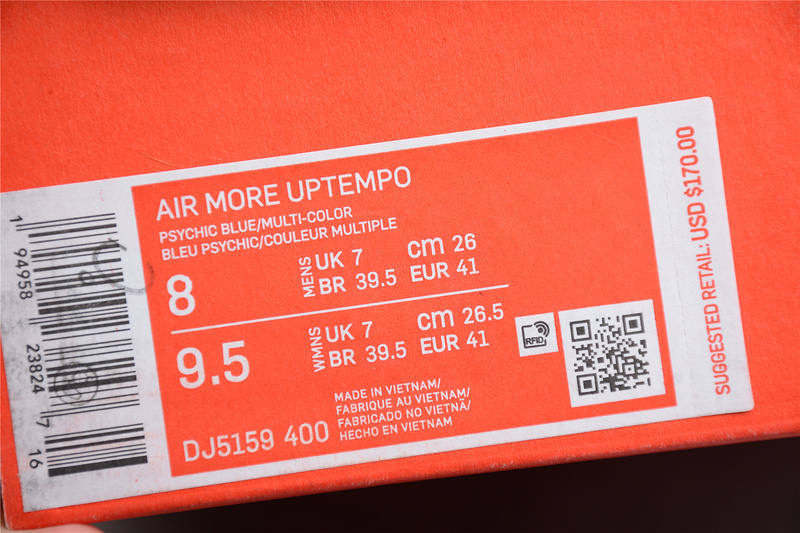 AIR MORE UPTEMPO
PSYCHIC BLUE/MULTI-COLOR
BLEU PSYCHIC/COULEUR MULTIPLE
8
MENS
UK 7 cm 26
BR 39.5 EUR 41
9.5
WMNS
UK 7 cm 26.5
BR 39.5 EUR 41
RFID
MADE IN VIETNAM/
FABRIQUE AU VIETNAM/
FABRICADO NO VIETNÃ/
HECHO EN VIETNAM
DJ5159 400
1 94958 23824 7 16
SUGGESTED RETAIL: USD $170.00